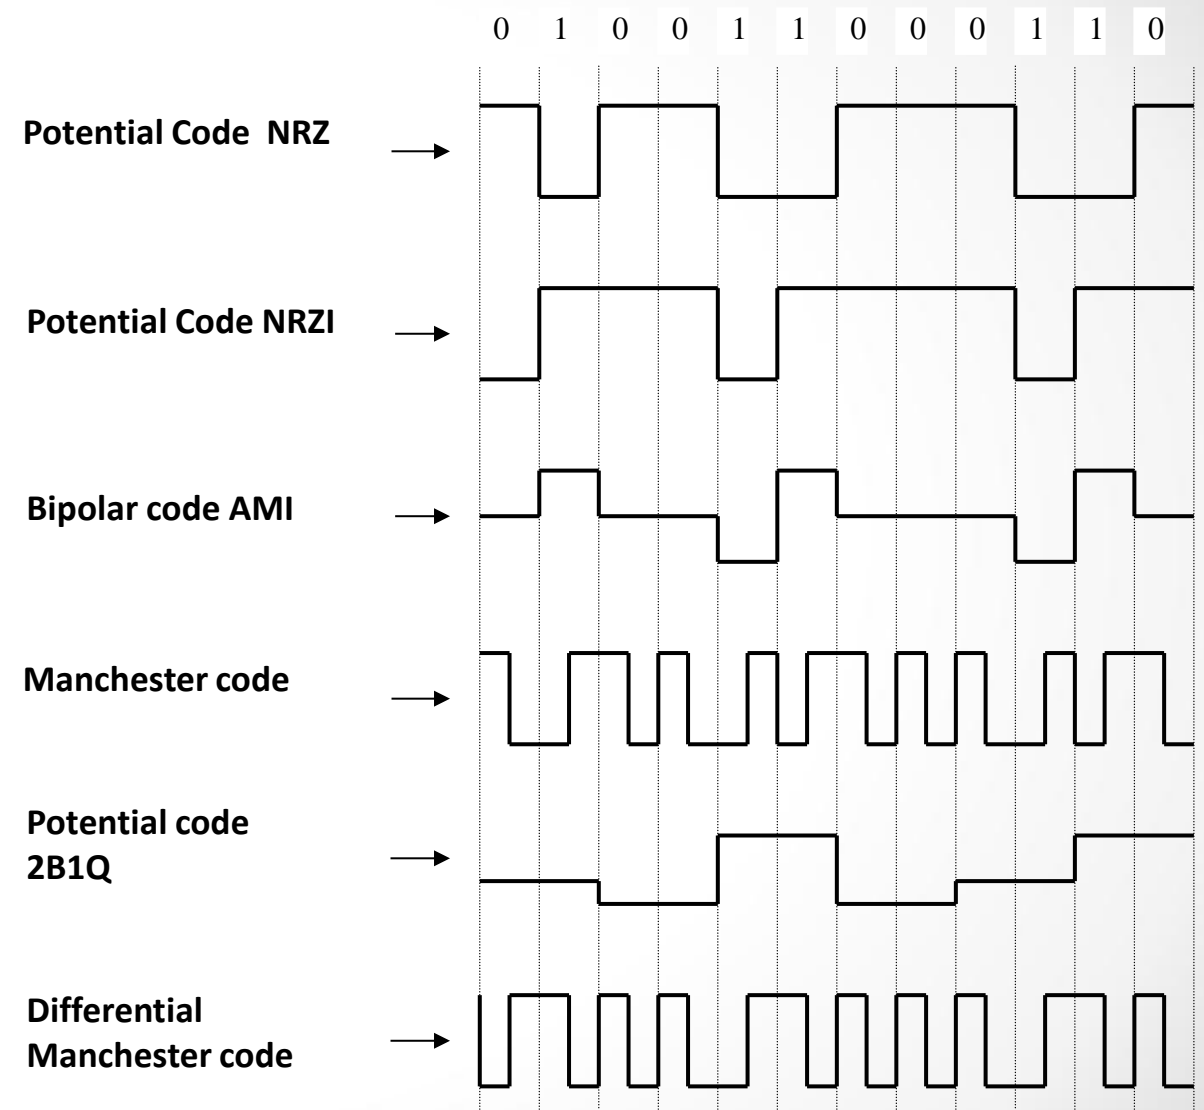 0 1 0 0 1 1 0 0 0 1 1 0
Potential Code NRZ
Potential Code NRZI
Bipolar code AMI
Manchester code
Potential code
2B1Q
Differential
Manchester code